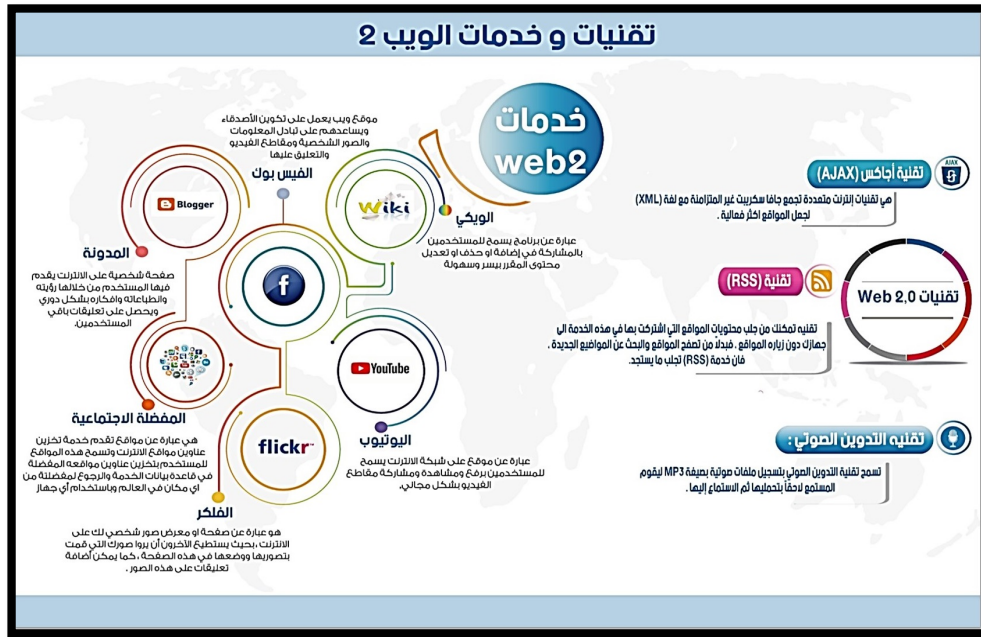 تقنيات و خدمات الويب 2
خدمات
web2
AJAX
تقنية أجاكس (AJAX)
هي تقنيات إنترنت متعددة تجمع جافا سكريبت غير المتزامنة مع لغة (XML)
لجعل المواقع اكثر فعالية .
تقنيات Web 2,0
تقنية (RSS)
تقنيه تمكنك من جلب محتويات المواقع التي اشتركت بها في هذه الخدمة الى
جهازك دون زياره المواقع . فبدلاً من تصفح المواقع والبحث عن المواضيع الجديدة .
فان خدمة (RSS) تجلب ما يستجد.
تقنيه التدوين الصوتي :
تسمح تقنية التدوين الصوتي بتسجيل ملفات صوتية بصيغة MP3 ليقوم
المستمع لاحقاً بتحمليها ثم الاستماع إليها .
موقع ويب يعمل على تكوين الأصدقاء
ويساعدهم على تبادل المعلومات
والصور الشخصية ومقاطع الفيديو
والتعليق عليها
الفيس بوك
f
Wiki
الويكي
عبارة عن برنامج يسمح للمستخدمين
بالمشاركة في إضافة او حذف او تعديل
محتوى المقرر بيسر وسهولة
Blogger
المدونة
صفحة شخصية على الانترنت يقدم
فيها المستخدم من خلالها رؤيته
وانطباعاته وافكاره بشكل دوري
ويحصل على تعليقات باقي
المستخدمين.
YouTube
اليوتيوب
عبارة عن موقع على شبكة الانترنت يسمح
للمستخدمين برفع ومشاهدة ومشاركة مقاطع
الفيديو بشكل مجاني.
المفضلة الاجتماعية
هي عبارة عن مواقع تقدم خدمة تخزين
عناوين مواقع الانترنت وتسمح هذه المواقع
للمستخدم بتخزين عناوين مواقعه المفضلة
في قاعدة بيانات الخدمة والرجوع لمفضلتة من
اي مكان في العالم وباستخدام أي جهاز
flickr
الفلكر
هو عبارة عن صفحة او معرض صور شخصي لك على
الانترنت ، بحيث يستطيع الآخرون أن يروا صورك التي قمت
بتصورها ووضعها في هذه الصفحة ، كما يمكن أضافة
تعليقات على هذه الصور .